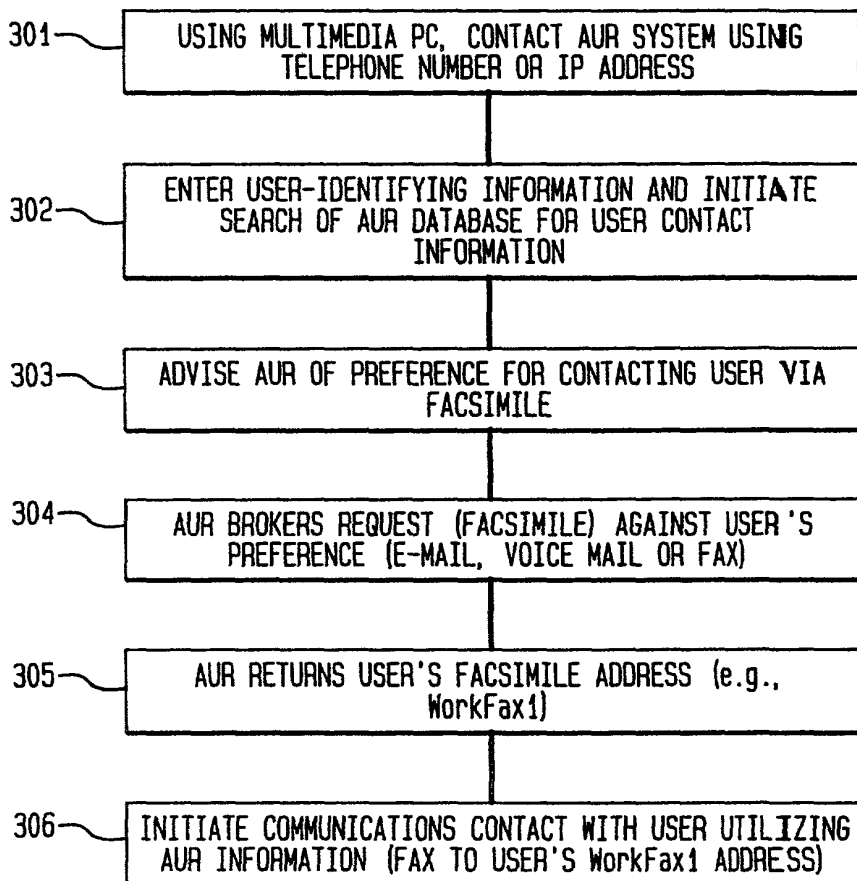 301
USING MULTIMEDIA PC, CONTACT AUR SYSTEM USING
TELEPHONE NUMBER OR IP ADDRESS
302
ENTER USER-IDENTIFYING INFORMATION AND INITIATE
SEARCH OF AUR DATABASE FOR USER CONTACT
INFORMATION
303
ADVISE AUR OF PREFERENCE FOR CONTACTING USER VIA
FACSIMILE
304
AUR BROKERS REQUEST (FACSIMILE) AGAINST USER'S
PREFERENCE (E-MAIL, VOICE MAIL OR FAX)
305
AUR RETURNS USER'S FACSIMILE ADDRESS (e.g.,
WorkFax1)
306
INITIATE COMMUNICATIONS CONTACT WITH USER UTILIZING
AUR INFORMATION (FAX TO USER'S WorkFax1 ADDRESS)